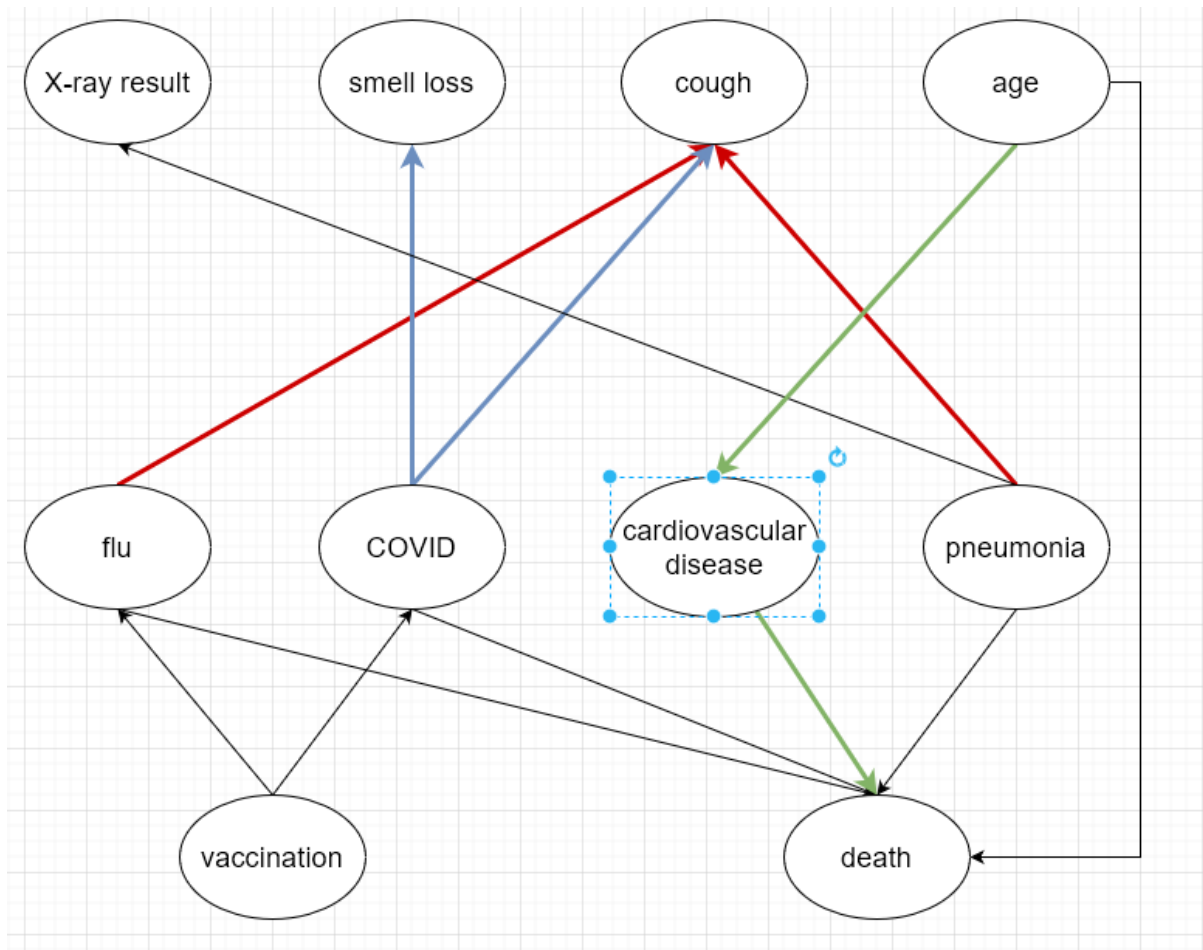 X-ray result
smell loss
cough
age
flu
COVID
cardiovascular
disease
pneumonia
vaccination
death